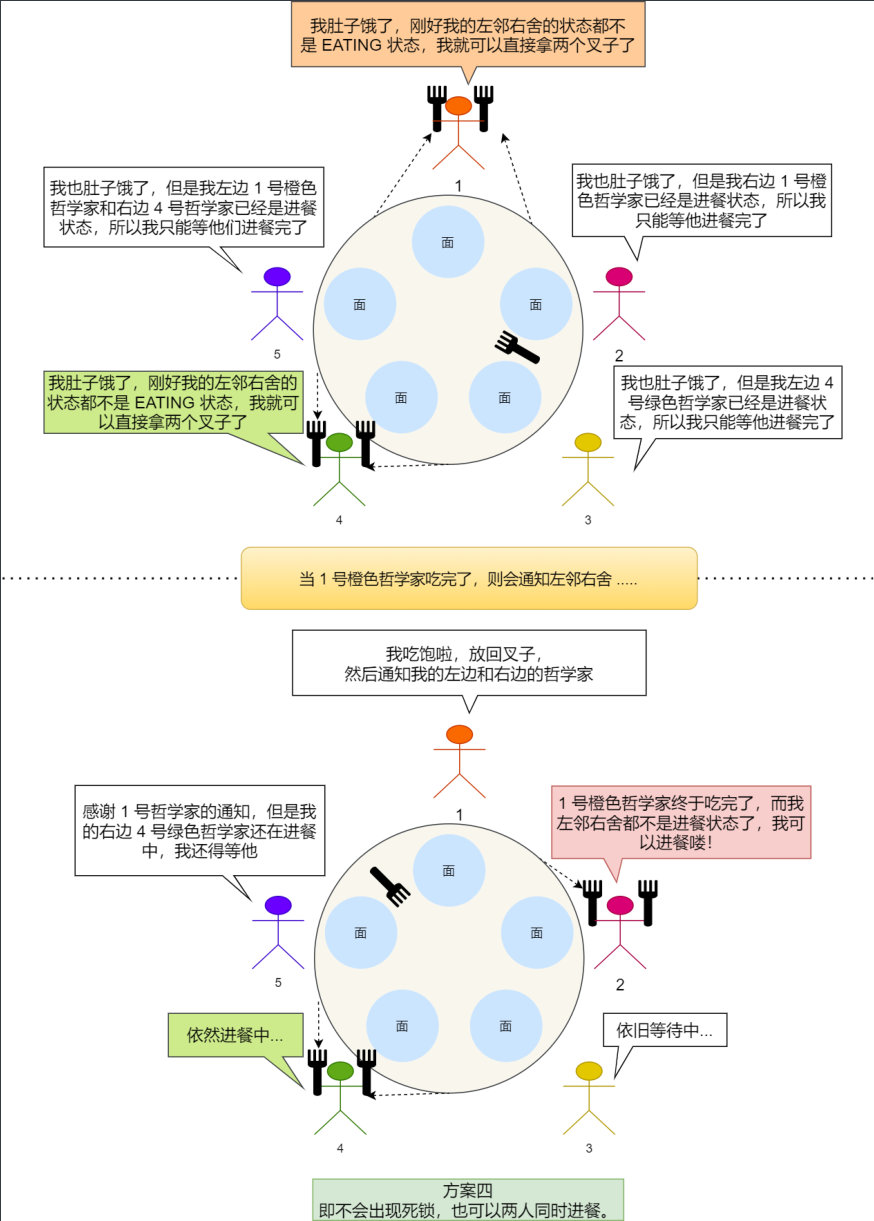 我肚子饿了，刚好我的左邻右舍的状态都不
是 EATING 状态，我就可以直接拿两个叉子了
1
我也肚子饿了，但是我左边 1 号橙色
哲学家和右边 4 号哲学家已经是进餐
状态，所以我只能等他们进餐完了
我也肚子饿了，但是我右边 1 号橙
色哲学家已经是进餐状态，所以我
只能等他进餐完了
面
面
面
5
2
我肚子饿了，刚好我的左邻右舍的
状态都不是 EATING 状态，我就可
以直接拿两个叉子了
我也肚子饿了，但是我左边 4
号绿色哲学家已经是进餐状
态，所以我只能等他进餐完了
面
面
4
3
当 1 号橙色哲学家吃完了，则会通知左邻右舍 .....
我吃饱啦，放回叉子，
然后通知我的左边和右边的哲学家
1
感谢 1 号哲学家的通知，但是我
的右边 4 号绿色哲学家还在进餐
中，我还得等他
1 号橙色哲学家终于吃完了，而我
左邻右舍都不是进餐状态了，我可
以进餐喽！
面
面
面
5
2
依然进餐中...
依旧等待中...
面
面
4
3
方案四
即不会出现死锁，也可以两人同时进餐。